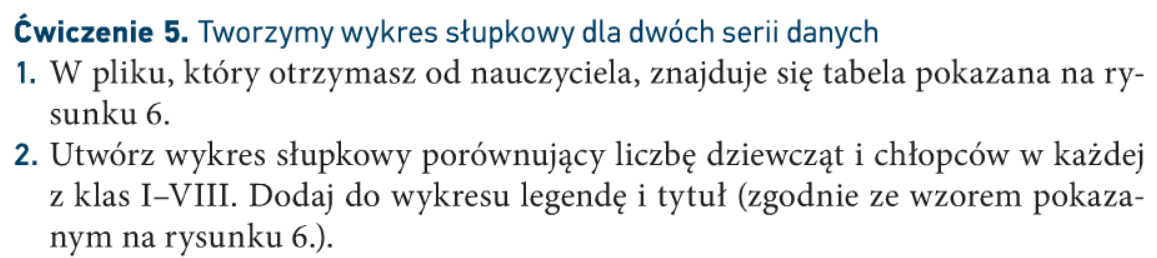 Ćwiczenie 5. Tworzymy wykres słupkowy dla dwóch serii danych
1. W pliku, który otrzymasz od nauczyciela, znajduje się tabela pokazana na ry-
sunku 6.
2. Utwórz wykres słupkowy porównujący liczbę dziewcząt i chłopców w każdej
z klas I–VIII. Dodaj do wykresu legendę i tytuł (zgodnie ze wzorem pokaza-
nym na rysunku 6.).